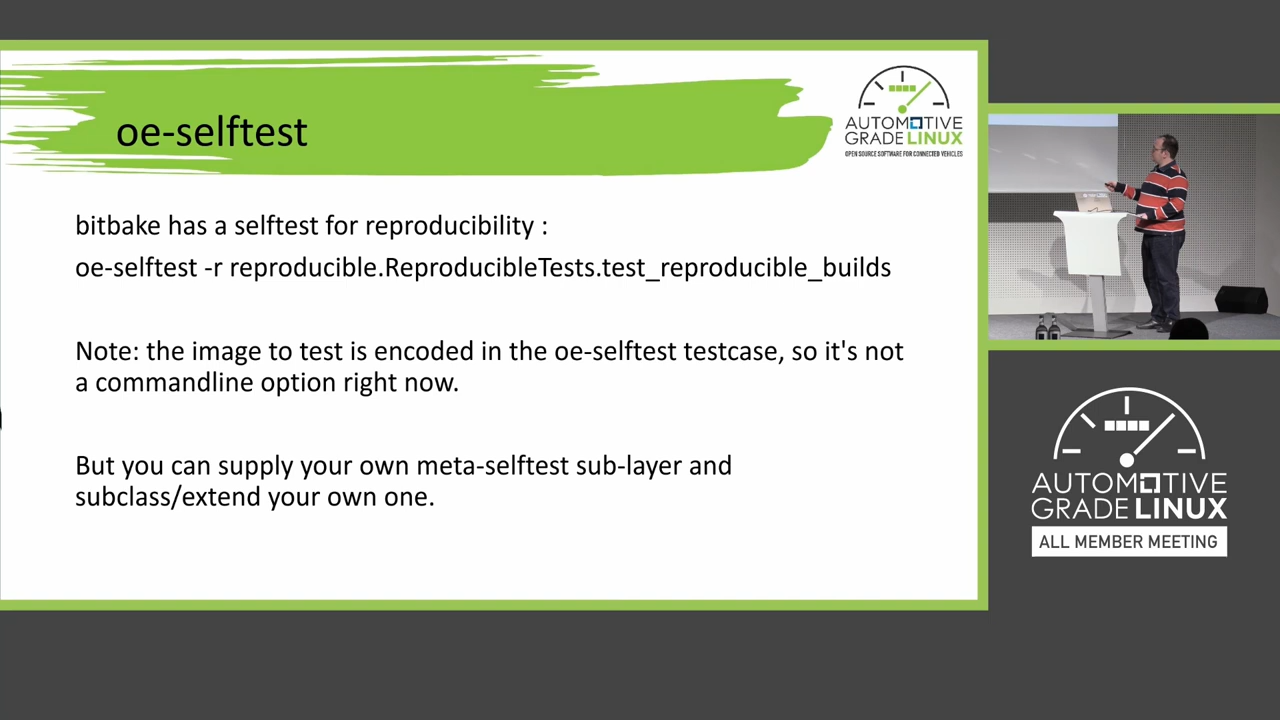 oe-selftest
AUTOMOTIVE
GRADE LINUX
OPEN SOURCE SOFTWARE FOR CONNECTED VEHICLES
bitbake has a selftest for reproducibility :
oe-selftest -r reproducible.ReproducibleTests.test_reproducible_builds
Note: the image to test is encoded in the oe-selftest testcase, so it's not
a commandline option right now.
But you can supply your own meta-selftest sub-layer and
subclass/extend your own one.
AUTOMOTIVE
GRADE LINUX
ALL MEMBER MEETING